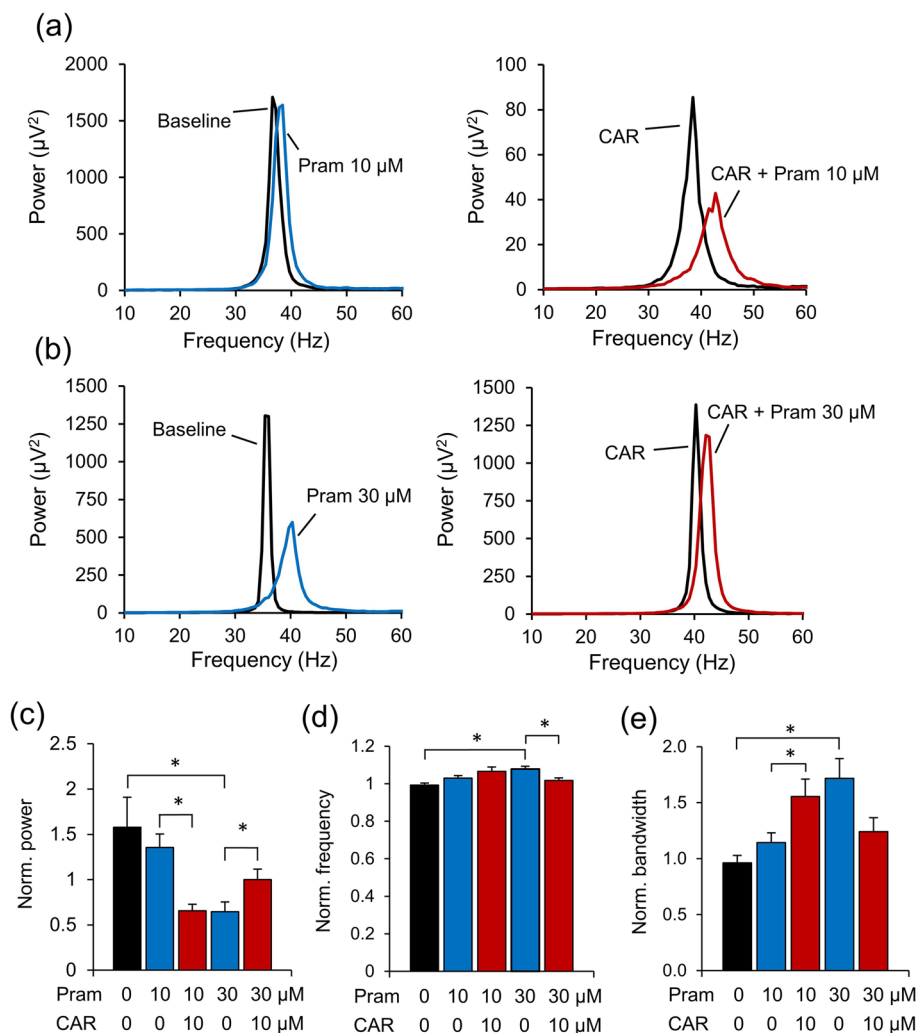 (a)
2000
1500
1000
500
0
Power (µV²)
Baseline
Pram 10 µM
10 20 30 40 50 60
Frequency (Hz)
100
80
60
40
20
0
Power (µV²)
CAR
CAR + Pram 10 µM
10 20 30 40 50 60
Frequency (Hz)
(b)
1500
1250
1000
750
500
250
0
Power (µV²)
Baseline
Pram 30 µM
10 20 30 40 50 60
Frequency (Hz)
1500
1250
1000
750
500
250
0
Power (µV²)
CAR + Pram 30 µM
CAR
10 20 30 40 50 60
Frequency (Hz)
(c)
2.5
2
1.5
1
0.5
0
Norm. power
*
*
*
Pram 0 10 10 30 30 µM
CAR 0 0 10 0 10 µM
(d)
1.2
1
0.8
0.6
0.4
0.2
0
Norm. frequency
*
*
0 10 10 30 30 µM
0 0 10 0 10 µM
(e)
2.0
1.5
1.0
0.5
0.0
Norm. bandwidth
*
*
Pram 0 10 10 30 30 µM
CAR 0 0 10 0 10 µM